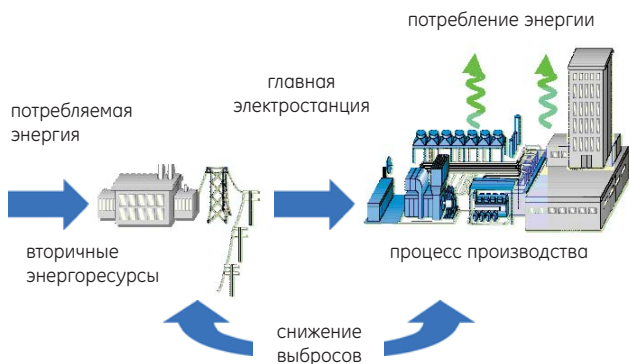 потребление энергии
главная
электростанция
потребляемая
энергия
вторичные
энергоресурсы
процесс производства
снижение
выбросов